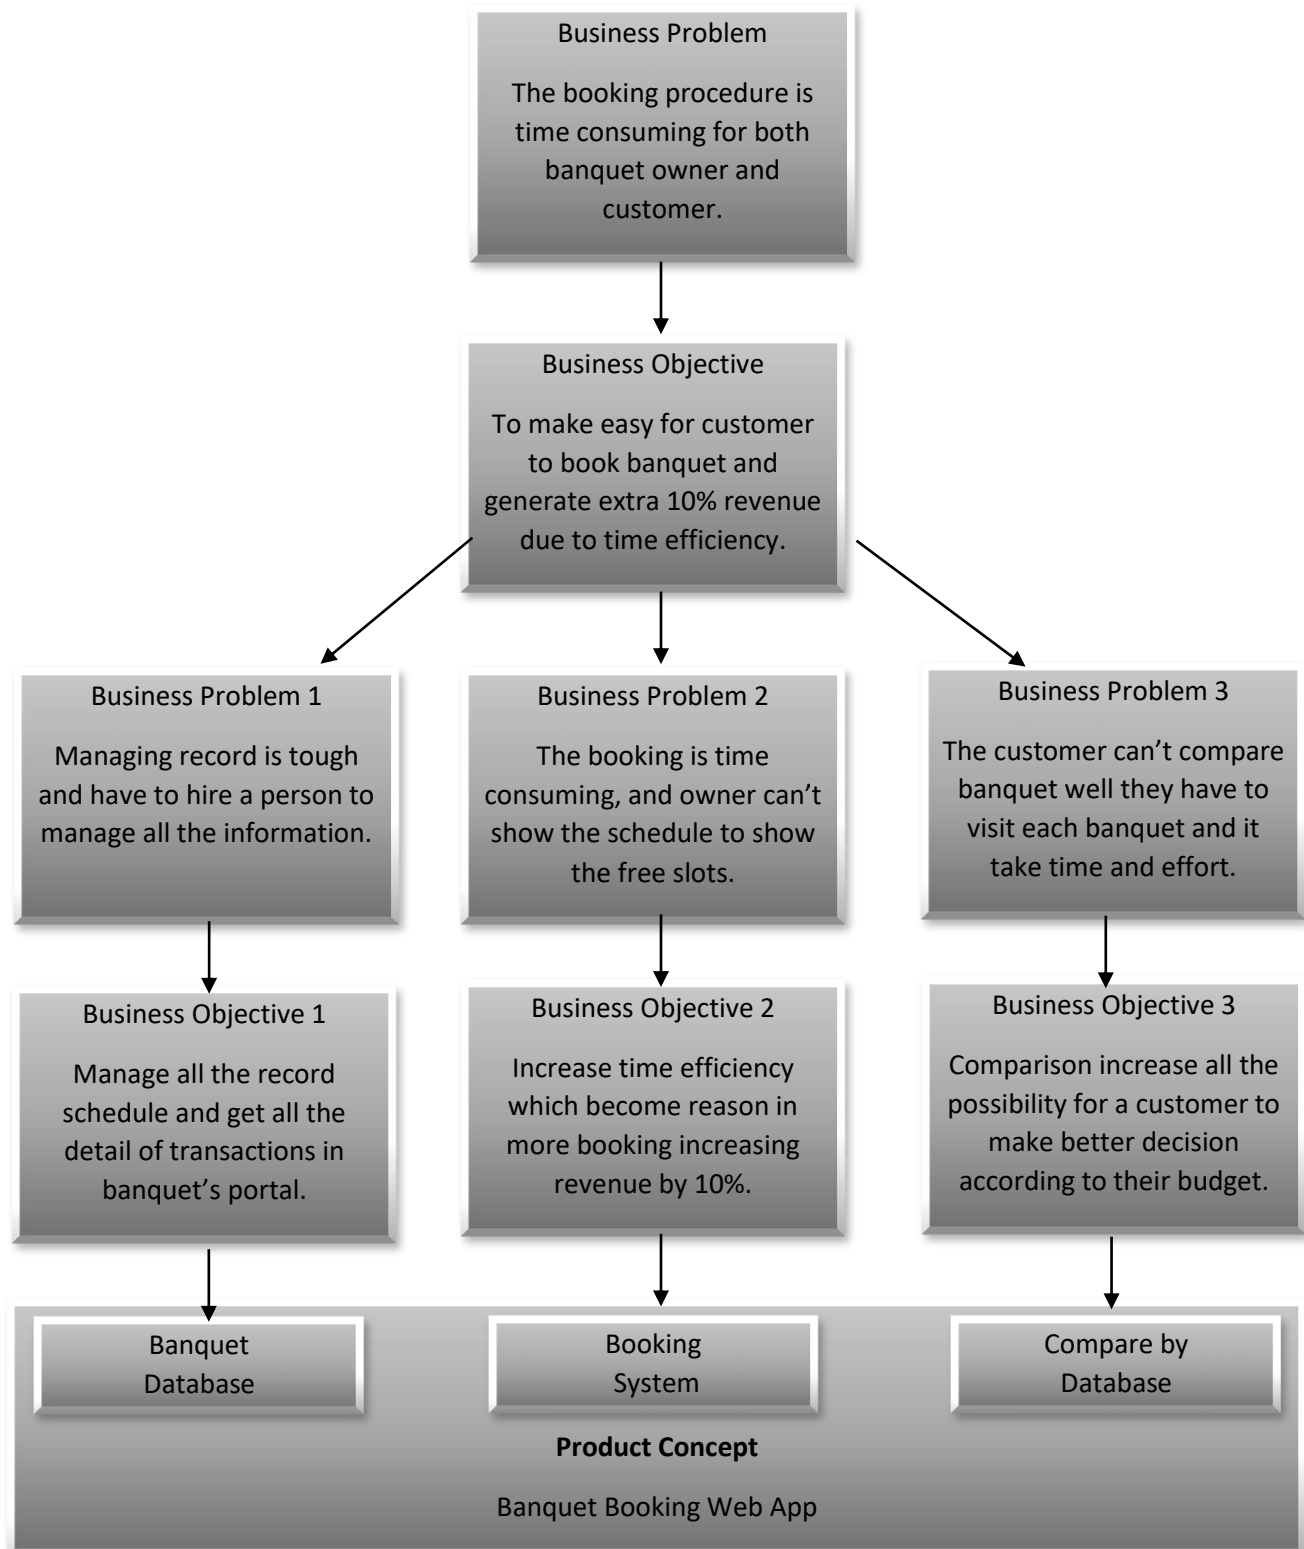 Business Problem
The booking procedure is
time consuming for both
banquet owner and
customer.
Business Objective
To make easy for customer
to book banquet and
generate extra 10% revenue
due to time efficiency.
Business Problem 1
Managing record is tough
and have to hire a person to
manage all the information.
Business Problem 2
The booking is time
consuming, and owner can't
show the schedule to show
the free slots.
Business Problem 3
The customer can't compare
banquet well they have to
visit each banquet and it
take time and effort.
Business Objective 1
Manage all the record
schedule and get all the
detail of transactions in
banquet's portal.
Business Objective 2
Increase time efficiency
which become reason in
more booking increasing
revenue by 10%.
Business Objective 3
Comparison increase all the
possibility for a customer to
make better decision
according to their budget.
Banquet
Database
Booking
System
Compare by
Database
Product Concept
Banquet Booking Web App